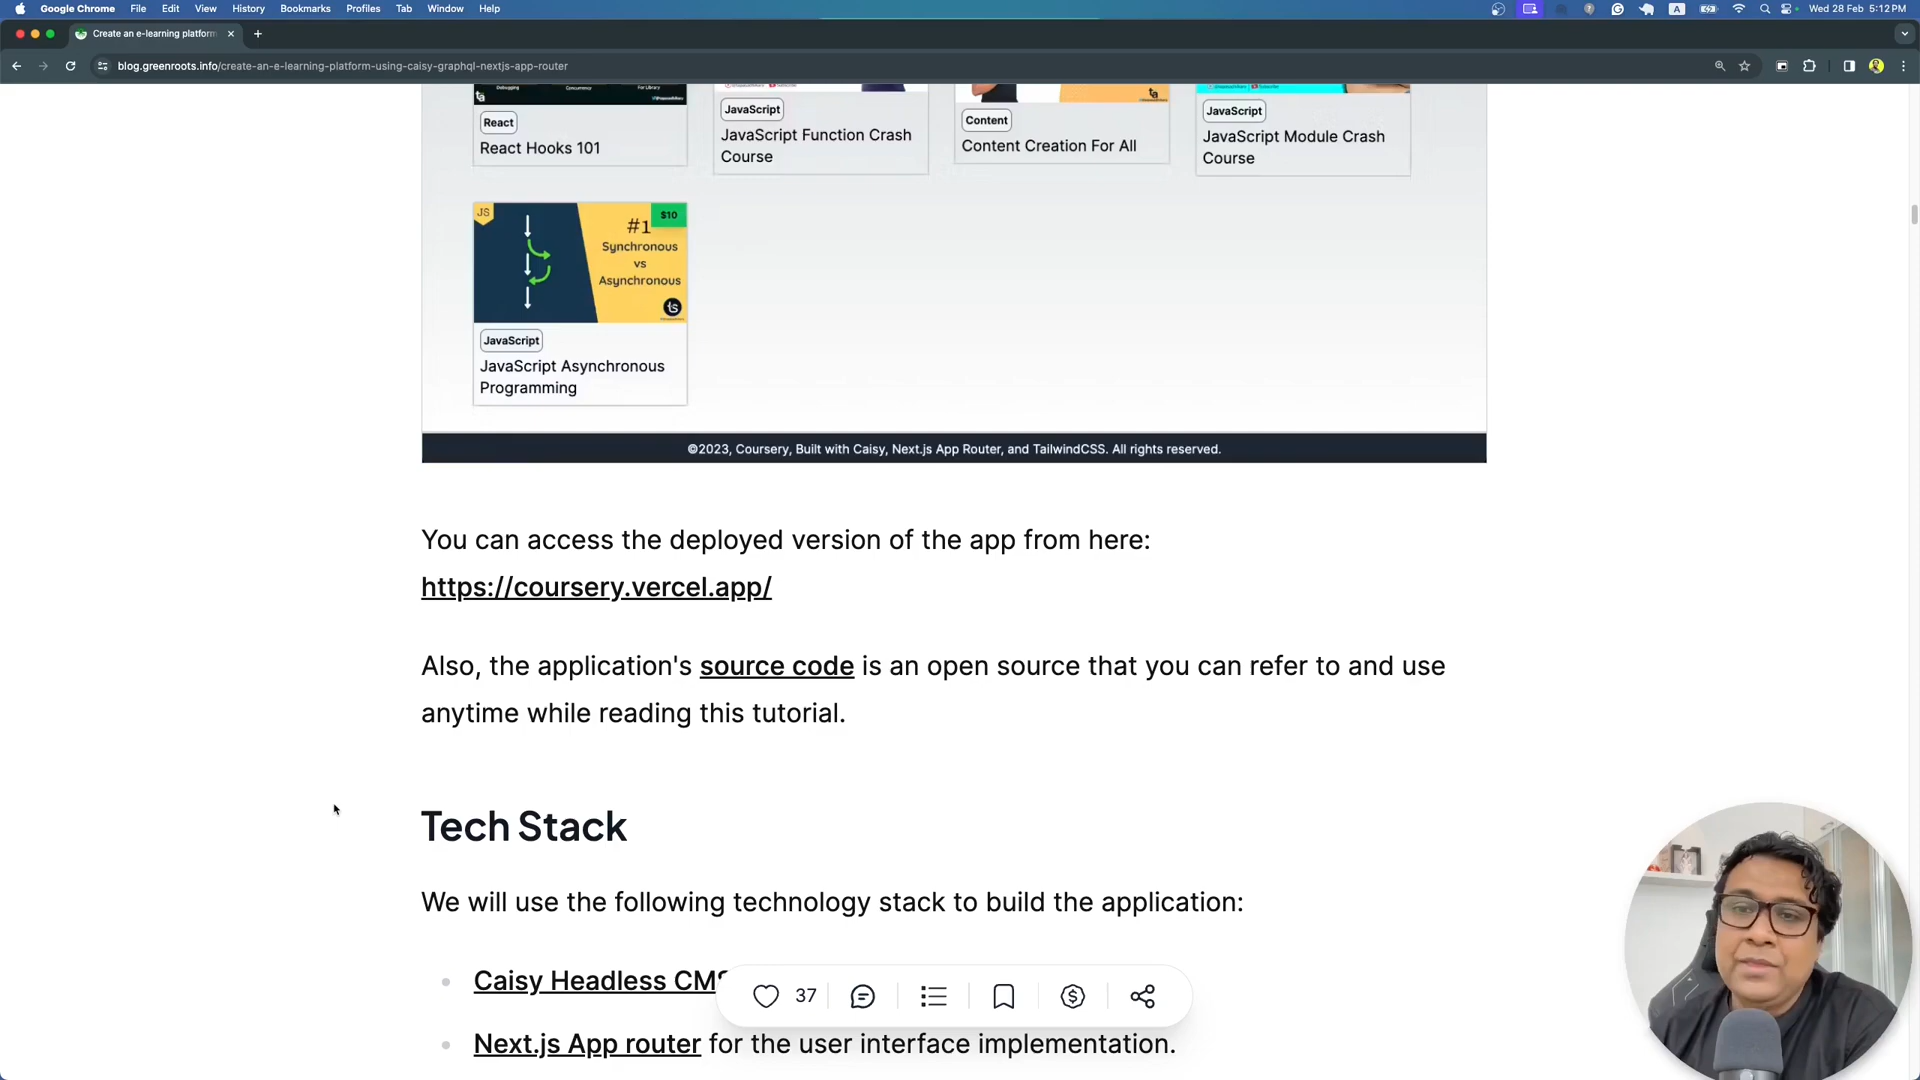 Google Chrome File Edit View History Bookmarks Profiles Tab Window Help A Wed 28 Feb 5:12 PM
Create an e-learning platform
blog.greenroots.info/create-an-e-learning-platform-using-caisy-graphql-nextjs-app-router
Debugging Concurrency For Library
React
React Hooks 101
JavaScript
JavaScript Function Crash
Course
Content
Content Creation For All
JavaScript
JavaScript Module Crash
Course
JS $10
#1
Synchronous
vs
Asynchronous
ts
JavaScript
JavaScript Asynchronous
Programming
©2023, Coursery, Built with Caisy, Next.js App Router, and TailwindCSS. All rights reserved.
You can access the deployed version of the app from here:
https://coursery.vercel.app/
Also, the application's source code is an open source that you can refer to and use
anytime while reading this tutorial.
Tech Stack
We will use the following technology stack to build the application:
Caisy Headless CMS
37
Next.js App router for the user interface implementation.